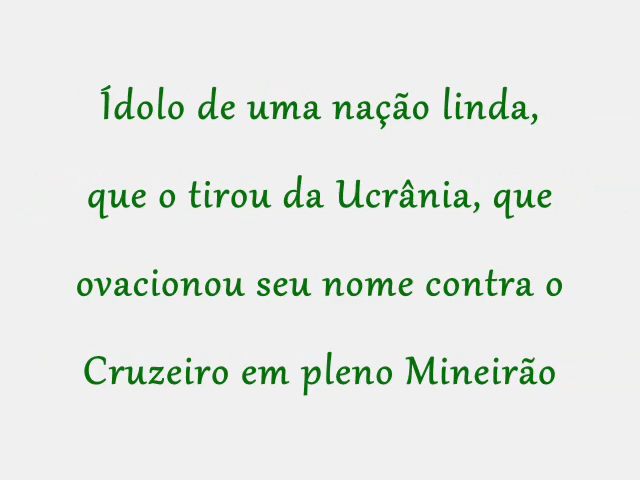 Ídolo de uma nação linda,
que o tirou da Ucrânia, que
ovacionou seu nome contra o
Cruzeiro em pleno Mineirão